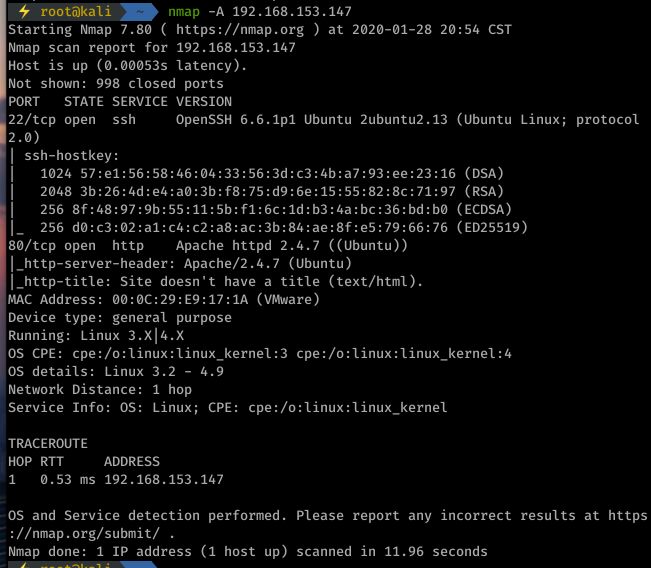 root@kali ~ nmap -A 192.168.153.147
Starting Nmap 7.80 ( https://nmap.org ) at 2020-01-28 20:54 CST
Nmap scan report for 192.168.153.147
Host is up (0.00053s latency).
Not shown: 998 closed ports
PORT   STATE SERVICE VERSION
22/tcp open  ssh     OpenSSH 6.6.1p1 Ubuntu 2ubuntu2.13 (Ubuntu Linux; protocol
2.0)
| ssh-hostkey:
|   1024 57:e1:56:58:46:04:33:56:3d:c3:4b:a7:93:ee:23:16 (DSA)
|   2048 3b:26:4d:e4:a0:3b:f8:75:d9:6e:15:55:82:8c:71:97 (RSA)
|   256 8f:48:97:9b:55:11:5b:f1:6c:1d:b3:4a:bc:36:bd:b0 (ECDSA)
|_  256 d0:c3:02:a1:c4:c2:a8:ac:3b:84:ae:8f:e5:79:66:76 (ED25519)
80/tcp open  http    Apache httpd 2.4.7 ((Ubuntu))
|_http-server-header: Apache/2.4.7 (Ubuntu)
|_http-title: Site doesn't have a title (text/html).
MAC Address: 00:0C:29:E9:17:1A (VMware)
Device type: general purpose
Running: Linux 3.X|4.X
OS CPE: cpe:/o:linux:linux_kernel:3 cpe:/o:linux:linux_kernel:4
OS details: Linux 3.2 - 4.9
Network Distance: 1 hop
Service Info: OS: Linux; CPE: cpe:/o:linux:linux_kernel
TRACEROUTE
HOP RTT     ADDRESS
1   0.53 ms 192.168.153.147
OS and Service detection performed. Please report any incorrect results at https
://nmap.org/submit/ .
Nmap done: 1 IP address (1 host up) scanned in 11.96 seconds
root@kali ~